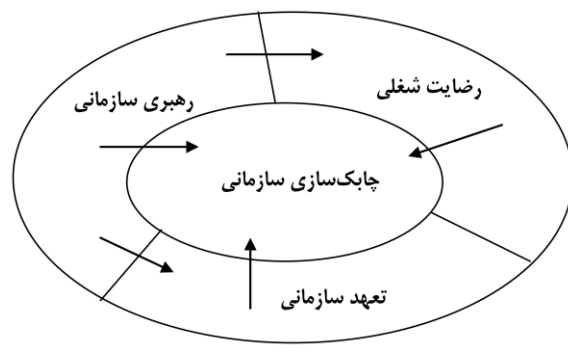 رضایت شغلی
رهبری سازمانی
چابک‌سازی سازمانی
تعهد سازمانی